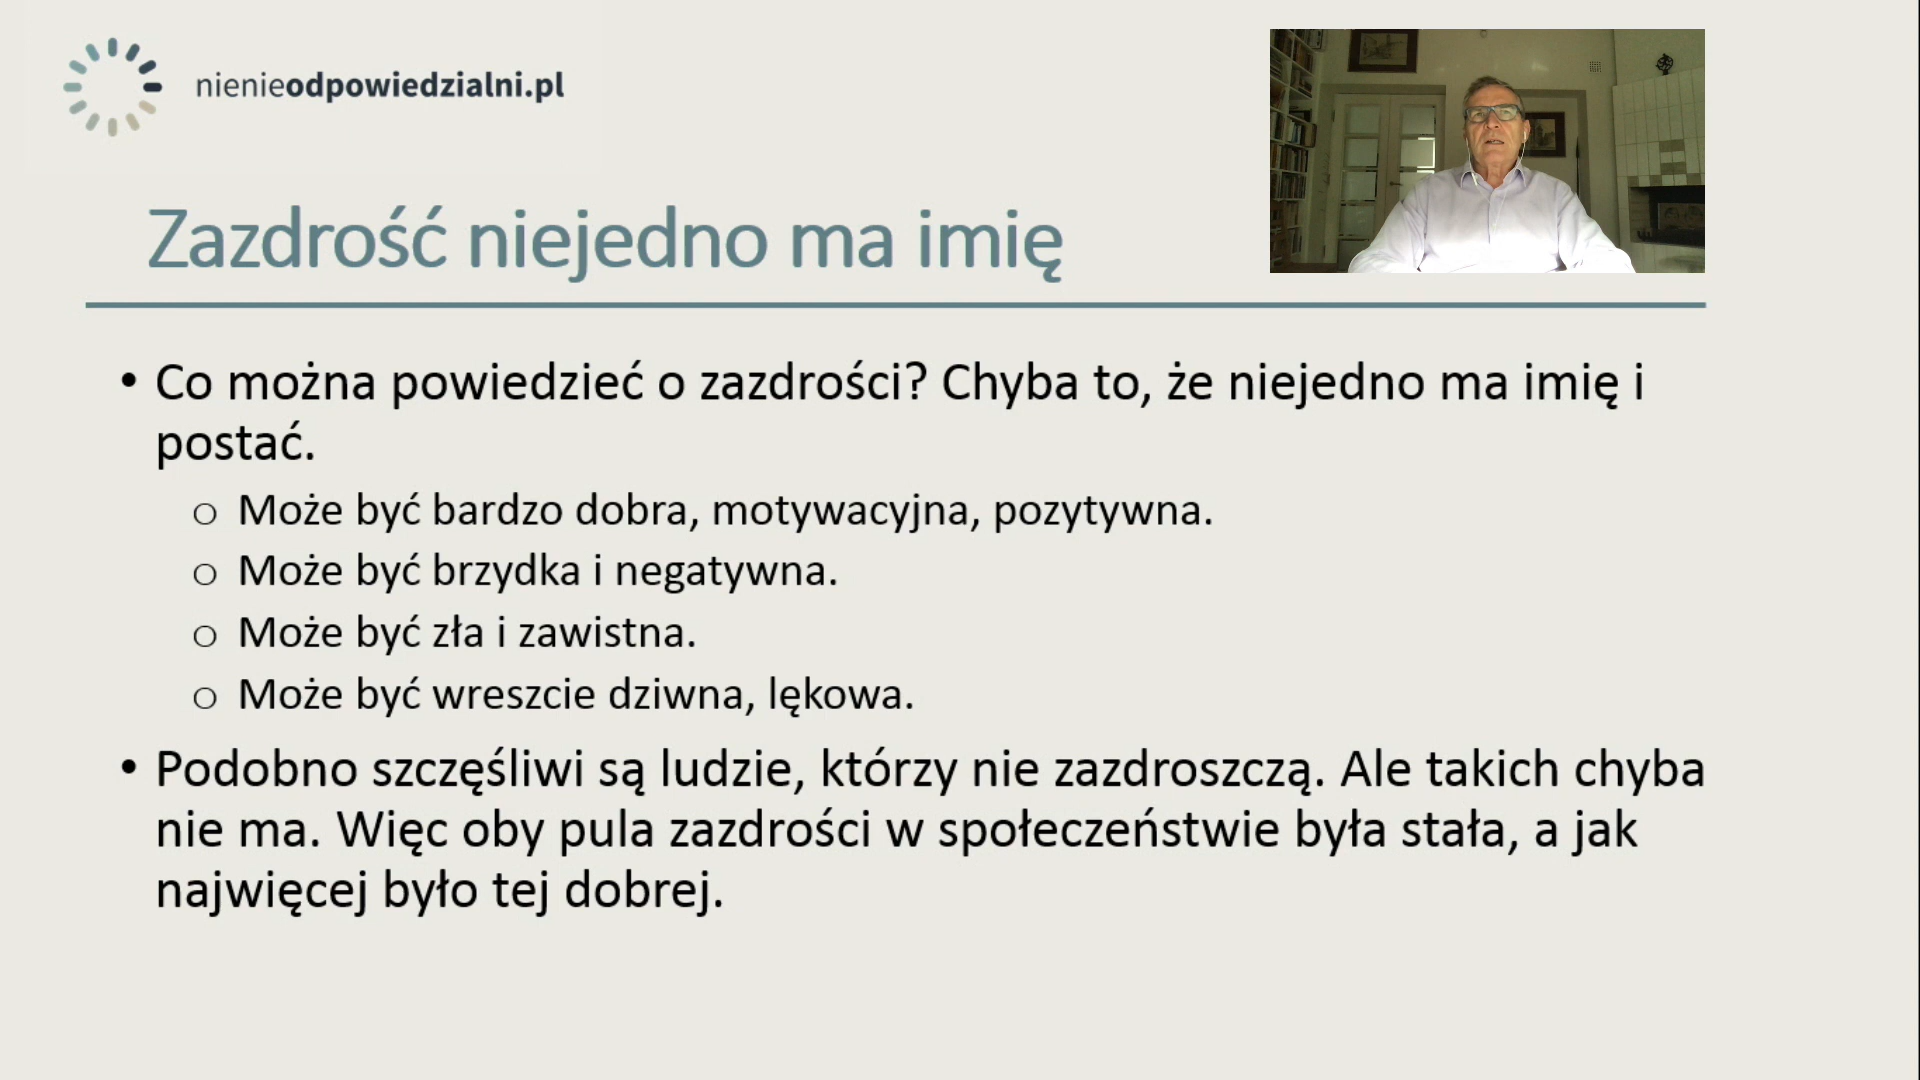 nienieodpowiedzialni.pl
Zazdrość niejedno ma imię
• Co można powiedzieć o zazdrości? Chyba to, że niejedno ma imię i
postać.
o Może być bardzo dobra, motywacyjna, pozytywna.
o Może być brzydka i negatywna.
o Może być zła i zawistna.
o Może być wreszcie dziwna, lękowa.
• Podobno szczęśliwi są ludzie, którzy nie zazdroszczą. Ale takich chyba
nie ma. Więc oby pula zazdrości w społeczeństwie była stała, a jak
najwięcej było tej dobrej.